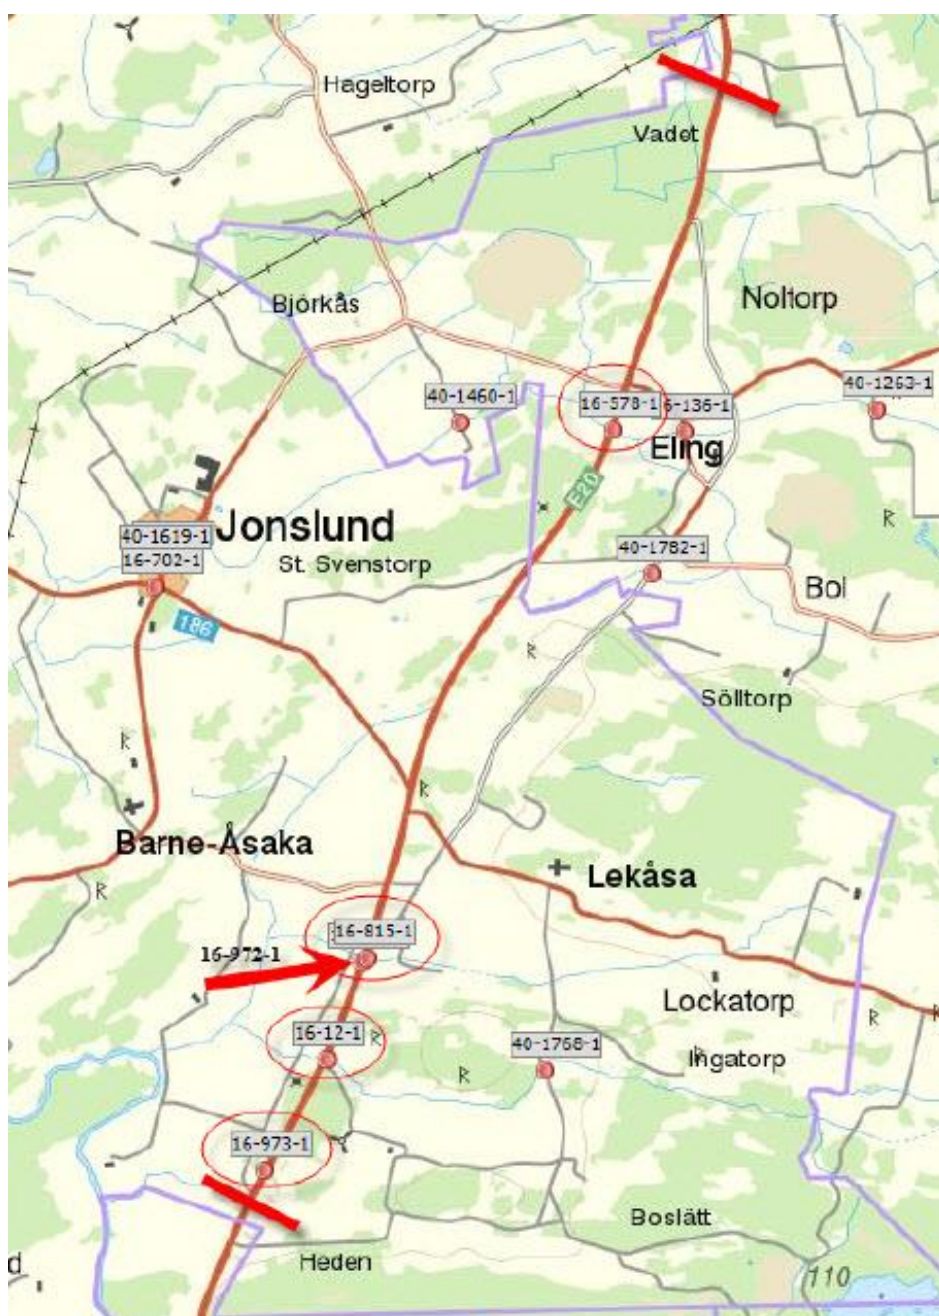 Hageltorp
Vadet
Björkås
Noltorp
40-1460-1
16-578-1
6-136-1
40-1263-1
Eling
E20
Jonslund
40-1619-1
16-702-1
St. Svenstorp
40-1782-1
Bol
186
Sölltorp
Barne-Åsaka
Lekåsa
16-815-1
16-972-1
Lockatorp
16-12-1
40-1768-1
Ingatorp
16-973-1
Boslätt
Heden
d
110